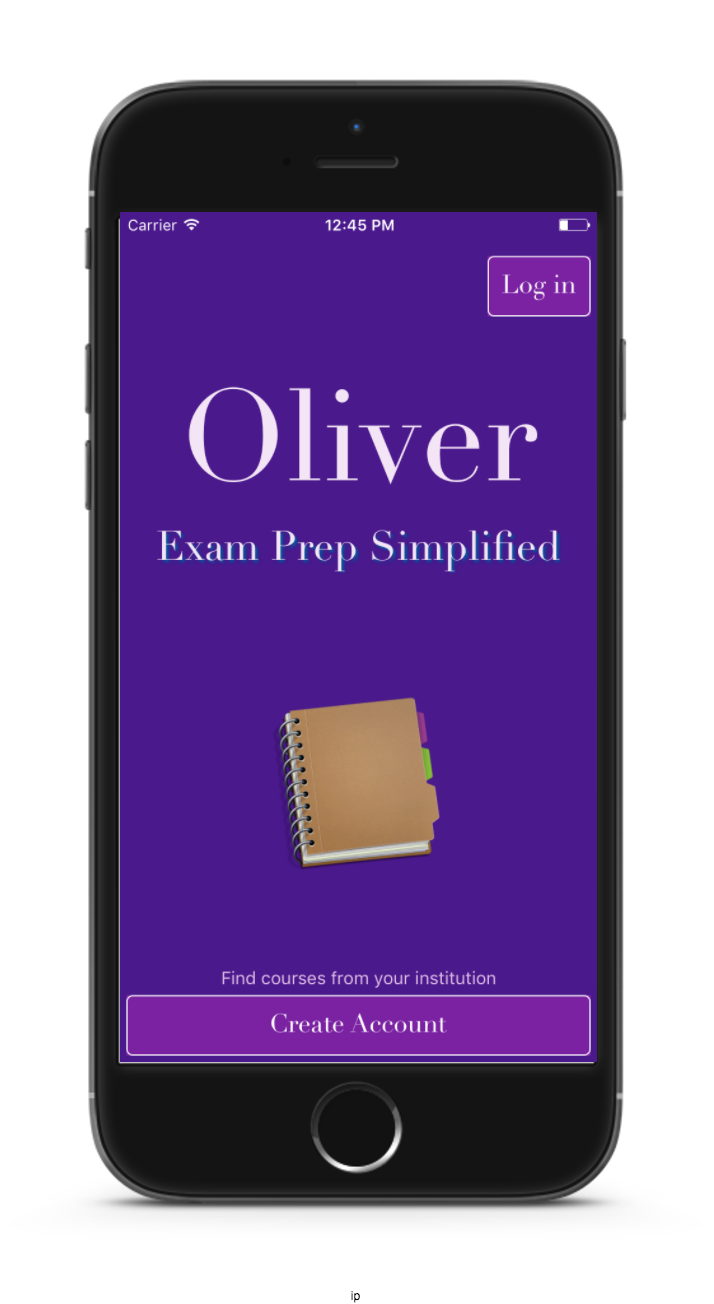 Carrier 12:45 PM
Log in
Oliver
Exam Prep Simplified
Find courses from your institution
Create Account
ip